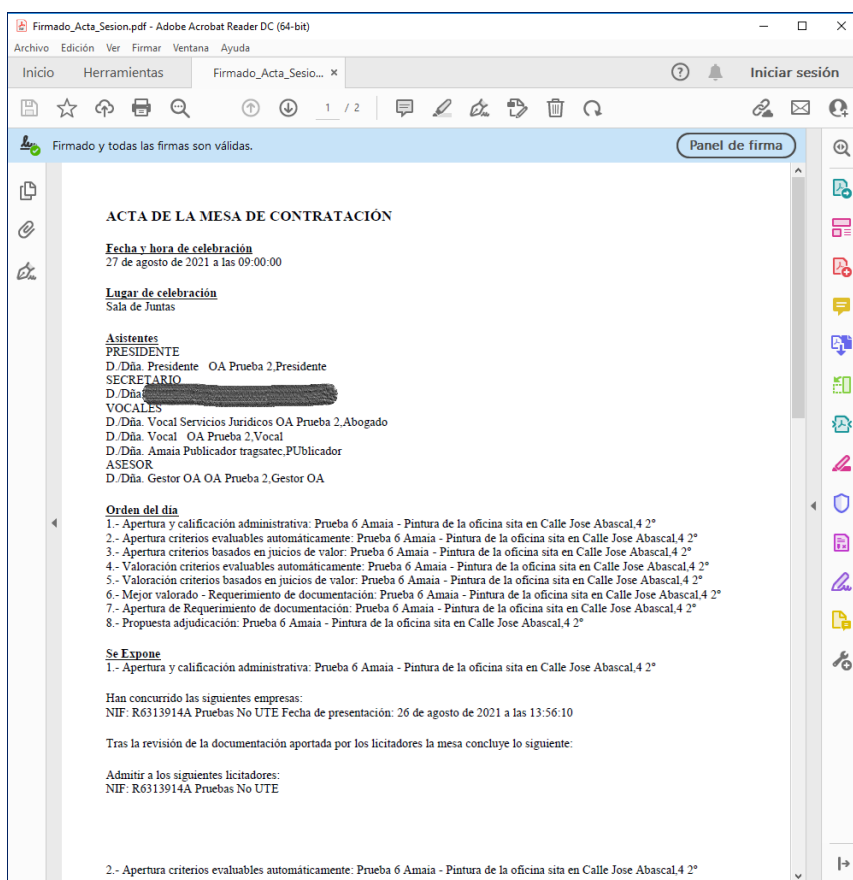 Firmado_Acta_Sesion.pdf - Adobe Acrobat Reader DC (64-bit)
Archivo Edición Ver Firmar Ventana Ayuda
Inicio Herramientas Firmado_Acta_Sesio... × Iniciar sesión
1 / 2
Firmado y todas las firmas son válidas. Panel de firma
ACTA DE LA MESA DE CONTRATACIÓN
Fecha y hora de celebración
27 de agosto de 2021 a las 09:00:00
Lugar de celebración
Sala de Juntas
Asistentes
PRESIDENTE
D./Dña. Presidente OA Prueba 2,Presidente
SECRETARIO
D./Dña
VOCALES
D./Dña. Vocal Servicios Jurídicos OA Prueba 2,Abogado
D./Dña. Vocal OA Prueba 2,Vocal
D./Dña. Amaia Publicador tragsatec,PUblicador
ASESOR
D./Dña. Gestor OA OA Prueba 2,Gestor OA
Orden del día
1.- Apertura y calificación administrativa: Prueba 6 Amaia - Pintura de la oficina sita en Calle Jose Abascal,4 2º
2.- Apertura criterios evaluables automáticamente: Prueba 6 Amaia - Pintura de la oficina sita en Calle Jose Abascal,4 2º
3.- Apertura criterios basados en juicios de valor: Prueba 6 Amaia - Pintura de la oficina sita en Calle Jose Abascal,4 2º
4.- Valoración criterios evaluables automáticamente: Prueba 6 Amaia - Pintura de la oficina sita en Calle Jose Abascal,4 2º
5.- Valoración criterios basados en juicios de valor: Prueba 6 Amaia - Pintura de la oficina sita en Calle Jose Abascal,4 2º
6.- Mejor valorado - Requerimiento de documentación: Prueba 6 Amaia - Pintura de la oficina sita en Calle Jose Abascal,4 2º
7.- Apertura de Requerimiento de documentación: Prueba 6 Amaia - Pintura de la oficina sita en Calle Jose Abascal,4 2º
8.- Propuesta adjudicación: Prueba 6 Amaia - Pintura de la oficina sita en Calle Jose Abascal,4 2º
Se Expone
1.- Apertura y calificación administrativa: Prueba 6 Amaia - Pintura de la oficina sita en Calle Jose Abascal,4 2º
Han concurrido las siguientes empresas:
NIF: R6313914A Pruebas No UTE Fecha de presentación: 26 de agosto de 2021 a las 13:56:10
Tras la revisión de la documentación aportada por los licitadores la mesa concluye lo siguiente:
Admitir a los siguientes licitadores:
NIF: R6313914A Pruebas No UTE
2.- Apertura criterios evaluables automáticamente: Prueba 6 Amaia - Pintura de la oficina sita en Calle Jose Abascal,4 2º